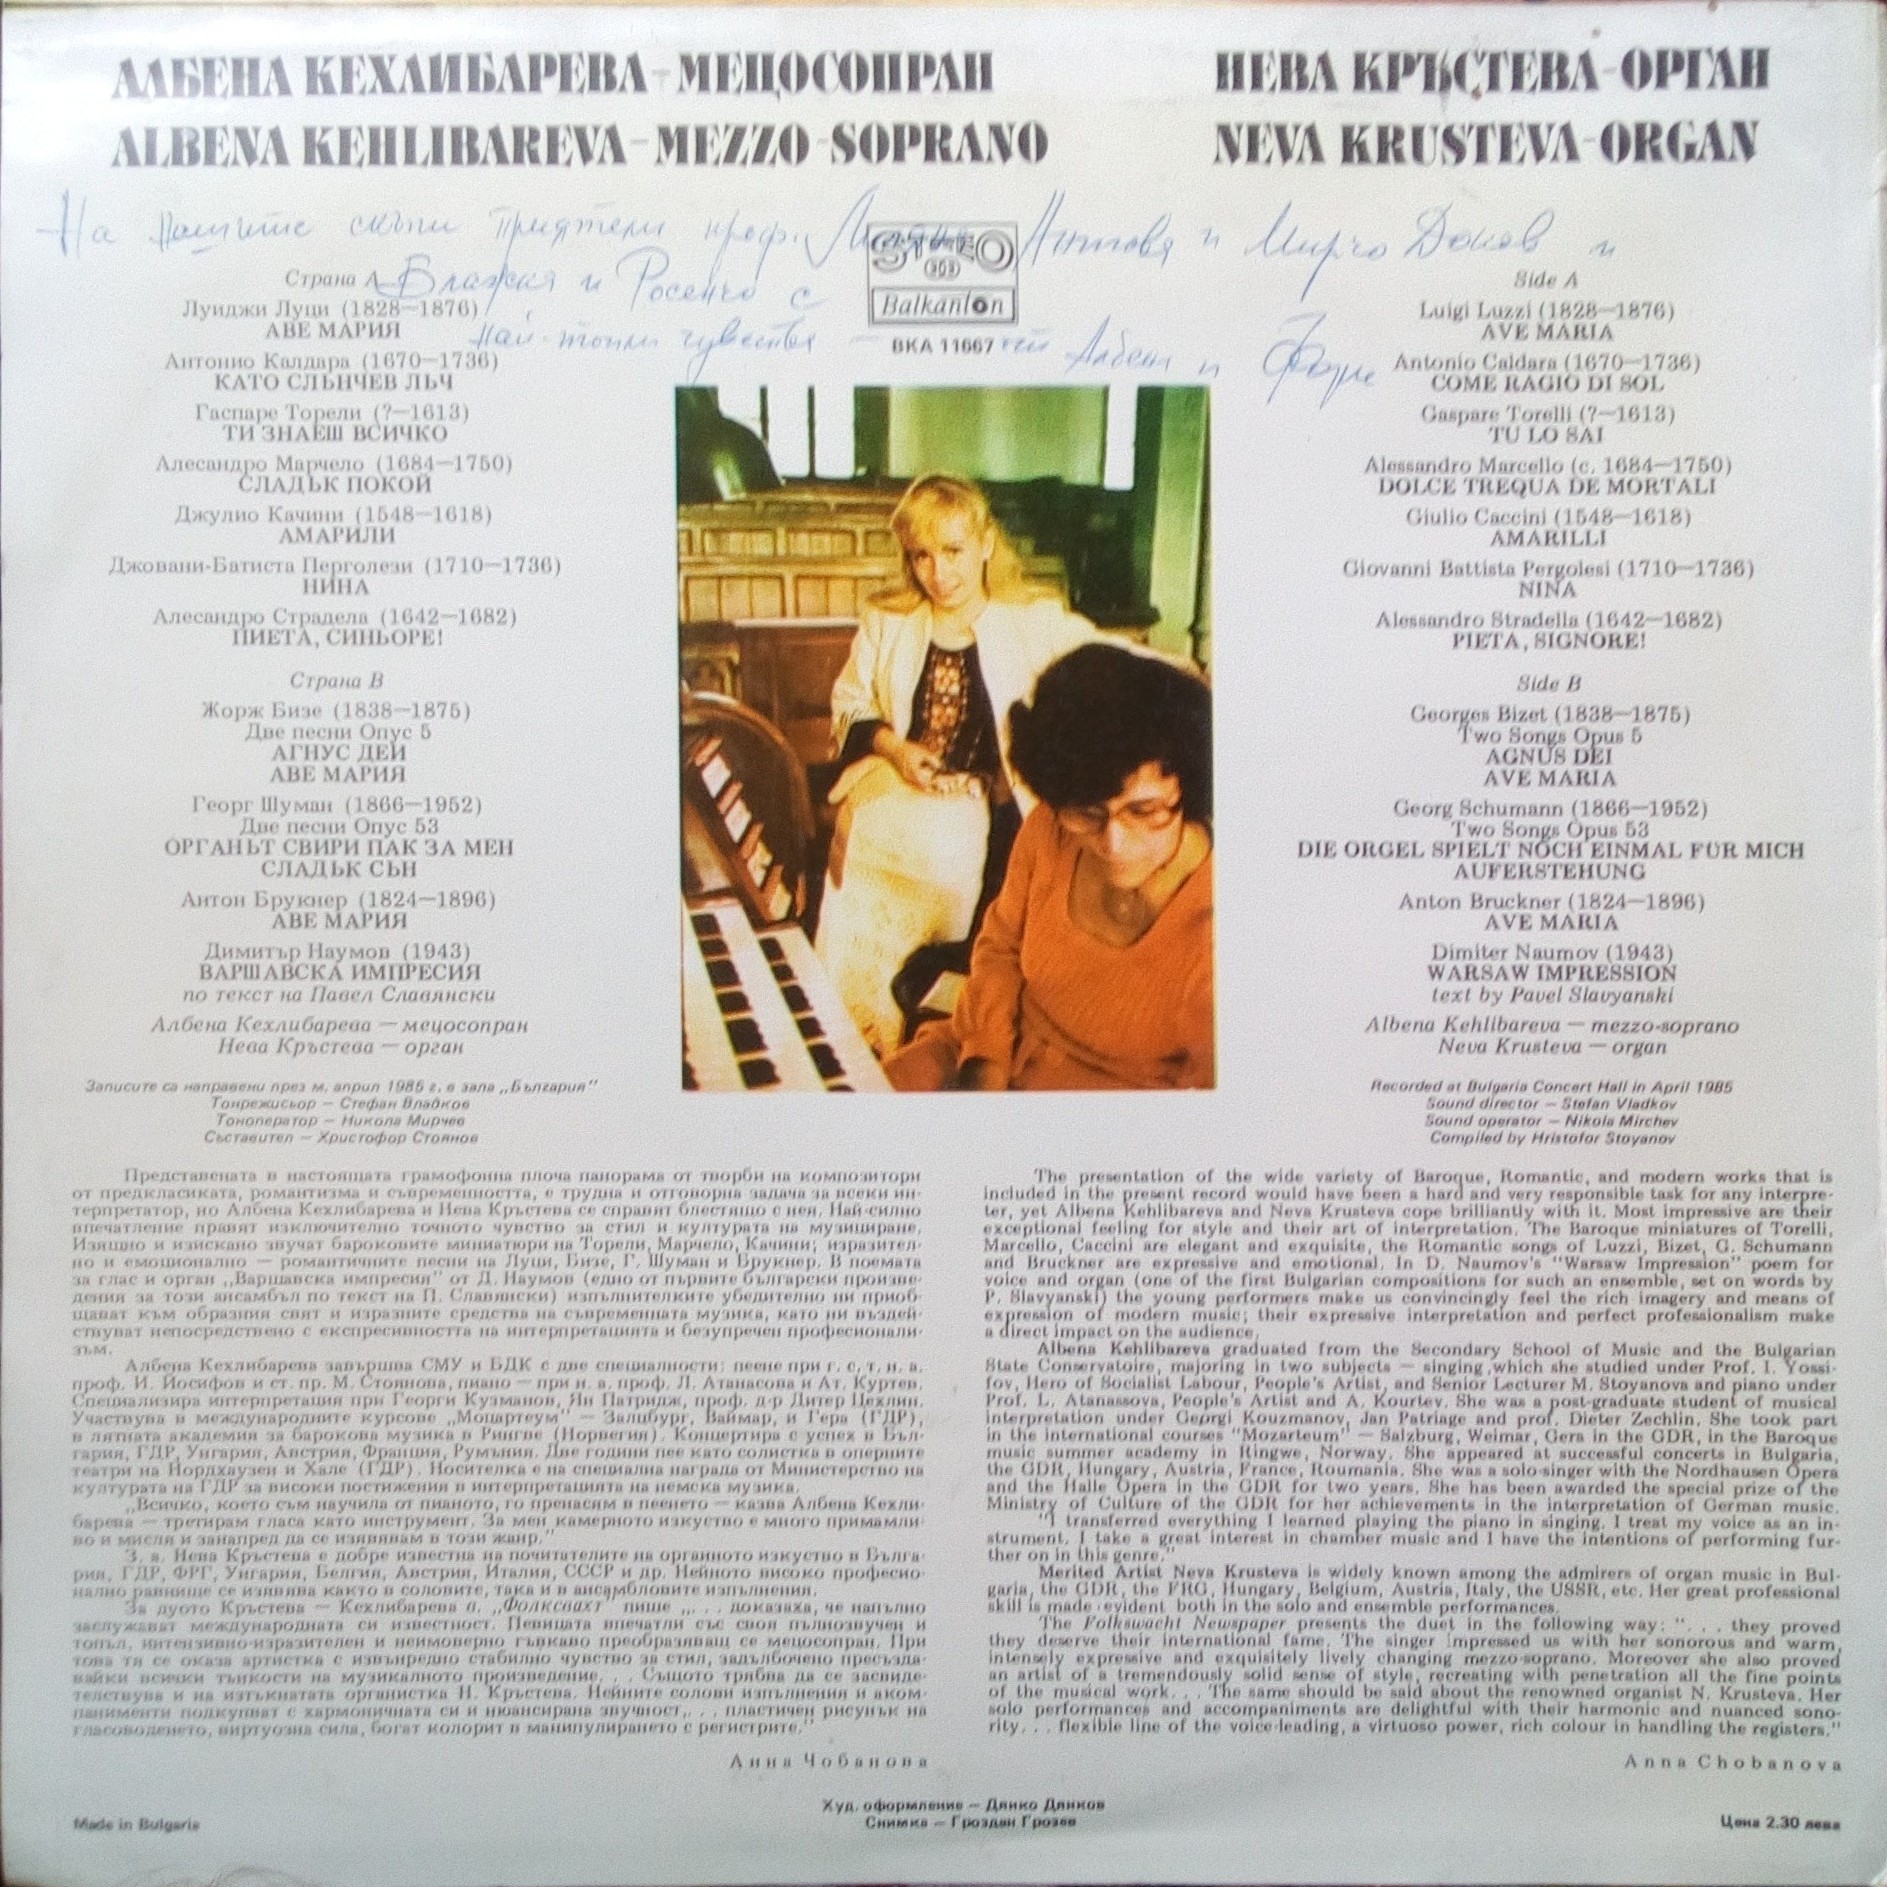 АЛБЕНА КЕХЛИБАРЕВА – МЕЦОСОПРАН
ALBENA KEHLIBAREVA – MEZZO-SOPRANO
НЕВА КРЪСТЕВА – ОРГАН
NEVA KRUSTEVA – ORGAN
На нашите скъпи приятели проф. Антова и Мирчо Доков и
и Росенчо с
Най-топли чувства Албена и
STEREO
Balkanton
ВКА 11667
Страна А
Луиджи Луци (1828—1876)
АВЕ МАРИЯ
Антонио Калдара (1670—1736)
КАТО СЛЪНЧЕВ ЛЪЧ
Гаспаре Торели (?—1613)
ТИ ЗНАЕШ ВСИЧКО
Алесандро Марчело (1684—1750)
СЛАДЪК ПОКОЙ
Джулио Качини (1548—1618)
АМАРИЛИ
Джовани-Батиста Перголези (1710—1736)
НИНА
Алесандро Страдела (1642—1682)
ПИЕТА, СИНЬОРЕ!
Страна В
Жорж Бизе (1838—1875)
Две песни Опус 5
АГНУС ДЕИ
АВЕ МАРИЯ
Георг Шуман (1866—1952)
Две песни Опус 53
ОРГАНЪТ СВИРИ ПАК ЗА МЕН
СЛАДЪК СЪН
Антон Брукнер (1824—1896)
АВЕ МАРИЯ
Димитър Наумов (1943)
ВАРШАВСКА ИМПРЕСИЯ
по текст на Павел Славянски
Албена Кехлибарева — мецосопран
Нева Кръстева — орган
Записите са направени през м. април 1985 г. в зала „България"
Тонрежисьор — Стефан Владков
Тоноператор — Никола Мирчев
Съставител — Христофор Стоянов
Side A
Luigi Luzzi (1828—1876)
AVE MARIA
Antonio Caldara (1670—1736)
COME RAGIO DI SOL
Gaspare Torelli (?—1613)
TU LO SAI
Alessandro Marcello (c. 1684—1750)
DOLCE TREQUA DE MORTALI
Giulio Caccini (1548—1618)
AMARILLI
Giovanni Battista Pergolesi (1710—1736)
NINA
Alessandro Stradella (1642—1682)
PIETA, SIGNORE!
Side B
Georges Bizet (1838—1875)
Two Songs Opus 5
AGNUS DEI
AVE MARIA
Georg Schumann (1866—1952)
Two Songs Opus 53
DIE ORGEL SPIELT NOCH EINMAL FÜR MICH
AUFERSTEHUNG
Anton Bruckner (1824—1896)
AVE MARIA
Dimiter Naumov (1943)
WARSAW IMPRESSION
text by Pavel Slavyanski
Albena Kehlibareva — mezzo-soprano
Neva Krusteva — organ
Recorded at Bulgaria Concert Hall in April 1985
Sound director — Stefan Vladkov
Sound operator — Nikola Mirchev
Compiled by Hristofor Stoyanov
Представената в настоящата грамофонна плоча панорама от творби на композитори
от предкласиката, романтизма и съвременността, е трудна и отговорна задача за всеки ин-
терпретатор, но Албена Кехлибарева и Нева Кръстева се справят блестящо с нея. Най-силно
впечатление правят изключително точното чувство за стил и културата на музициране.
Изящно и изискано звучат бароковите миниатюри на Торели, Марчело, Качини; изразител-
но и емоционално — романтичните песни на Луци, Бизе, Г. Шуман и Брукнер. В поемата
за глас и орган „Варшавска импресия" от Д. Наумов (едно от първите български произве-
дения за този ансамбъл по текст на П. Славянски) изпълнителките убедително ни приоб-
щават към образния свят и изразните средства на съвременната музика, като ни въздей-
ствуват непосредствено с експресивността на интерпретацията и безупречен професионали-
зъм.
Албена Кехлибарева завършва СМУ и БДК с две специалности: пеене при г. с. т. н. а.
проф. И. Йосифов и ст. пр. М. Стоянова, пиано — при н. а. проф. Л. Атанасова и Ат. Куртев.
Специализира интерпретация при Георги Кузманов, Ян Патридж, проф. д-р Дитер Цехлин.
Участвува в международните курсове „Моцартеум" — Залцбург, Ваймар, и Гера (ГДР),
в лятната академия за барокова музика в Рингве (Норвегия). Концертира с успех в Бъл-
гария, ГДР, Унгария, Австрия, Франция, Румъния. Две години пее като солистка в оперните
театри на Нордхаузен и Хале (ГДР). Носителка е на специална награда от Министерство на
културата на ГДР за високи постижения в интерпретацията на немска музика.
„Всичко, което съм научила от пианото, го пренасям в пеенето — казва Албена Кехли-
барева — третирам гласа като инструмент. За мен камерното изкуство е много примамли-
во и мисля и занапред да се изявявам в този жанр."
З. а. Нева Кръстева е добре известна на почитателите на органното изкуство в Бълга-
рия, ГДР, ФРГ, Унгария, Белгия, Австрия, Италия, СССР и др. Нейното високо професио-
нално равнище се изявява както в соловите, така и в ансамбловите изпълнения.
За дуото Кръстева — Кехлибарева в. „Фолксвахт" пише „. . . доказаха, че напълно
заслужават международната си известност. Певицата впечатли със своя пълнозвучен и
топъл, интензивно-изразителен и неимоверно гъвкаво преобразяващ се мецосопран. При
това тя се оказа артистка с извънредно стабилно чувство за стил, задълбочено пресъзда-
вайки всички тънкости на музикалното произведение. . . Същото трябва да се засвиде-
телствува и на изтъкнатата органистка Н. Кръстева. Нейните солови изпълнения и аком-
панименти подкупват с хармоничната си и нюансирана звучност,. . . пластичен рисунък на
гласоводенето, виртуозна сила, богат колорит в манипулирането с регистрите."
Анна Чобанова
The presentation of the wide variety of Baroque, Romantic, and modern works that is
included in the present record would have been a hard and very responsible task for any interpre-
ter, yet Albena Kehlibareva and Neva Krusteva cope brilliantly with it. Most impressive are their
exceptional feeling for style and their art of interpretation. The Baroque miniatures of Torelli,
Marcello, Caccini are elegant and exquisite, the Romantic songs of Luzzi, Bizet, G. Schumann
and Bruckner are expressive and emotional. In D. Naumov's "Warsaw Impression" poem for
voice and organ (one of the first Bulgarian compositions for such an ensemble, set on words by
P. Slavyanski) the young performers make us convincingly feel the rich imagery and means of
expression of modern music; their expressive interpretation and perfect professionalism make
a direct impact on the audience.
Albena Kehlibareva graduated from the Secondary School of Music and the Bulgarian
State Conservatoire, majoring in two subjects — singing ,which she studied under Prof. I. Yossi-
fov, Hero of Socialist Labour, People's Artist, and Senior Lecturer M. Stoyanova and piano under
Prof. L. Atanassova, People's Artist and A. Kourtev. She was a post-graduate student of musical
interpretation under Georgi Kouzmanov, Jan Patriage and prof. Dieter Zechlin. She took part
in the international courses "Mozarteum" — Salzburg, Weimar, Gera in the GDR, in the Baroque
music summer academy in Ringwe, Norway. She appeared at successful concerts in Bulgaria,
the GDR, Hungary, Austria, France, Roumania. She was a solo-singer with the Nordhausen Opera
and the Halle Opera in the GDR for two years. She has been awarded the special prize of the
Ministry of Culture of the GDR for her achievements in the interpretation of German music.
"I transferred everything I learned playing the piano in singing. I treat my voice as an in-
strument. I take a great interest in chamber music and I have the intentions of performing fur-
ther on in this genre."
Merited Artist Neva Krusteva is widely known among the admirers of organ music in Bul-
garia, the GDR, the FRG, Hungary, Belgium, Austria, Italy, the USSR, etc. Her great professional
skill is made evident both in the solo and ensemble performances.
The Folkswacht Newspaper presents the duet in the following way: ". . . they proved
they deserve their international fame. The singer impressed us with her sonorous and warm,
intensely expressive and exquisitely lively changing mezzo-soprano. Moreover she also proved
an artist of a tremendously solid sense of style, recreating with penetration all the fine points
of the musical work. . . The same should be said about the renowned organist N. Krusteva. Her
solo performances and accompaniments are delightful with their harmonic and nuanced sono-
rity. . . flexible line of the voice-leading, a virtuoso power, rich colour in handling the registers."
Anna Chobanova
Made in Bulgaria
Худ. оформление — Данко Данков
Снимка — Гроздан Грозев
Цена 2.30 лева